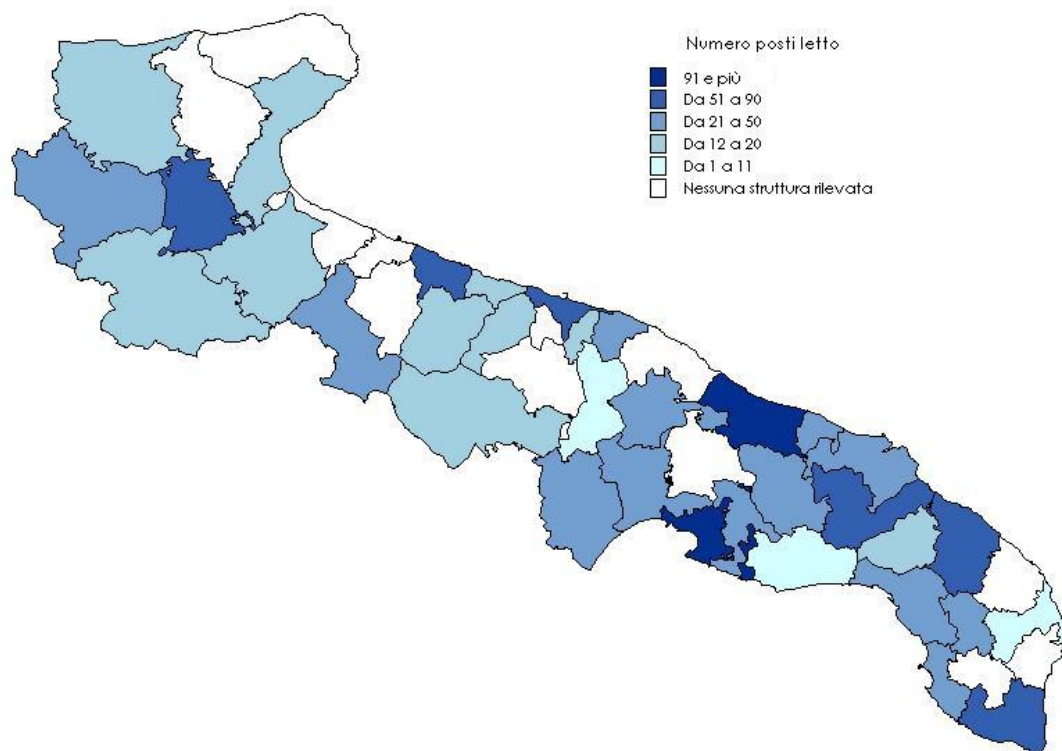 Numero posti letto
91 e più
Da 51 a 90
Da 21 a 50
Da 12 a 20
Da 1 a 11
Nessuna struttura rilevata